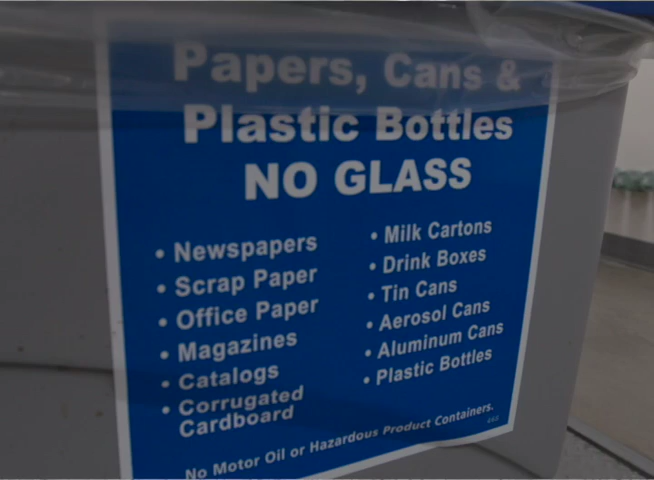 Papers, Cans &
Plastic Bottles
NO GLASS
• Newspapers
• Scrap Paper
• Office Paper
• Magazines
• Catalogs
• Corrugated
Cardboard
• Milk Cartons
• Drink Boxes
• Tin Cans
• Aerosol Cans
• Aluminum Cans
• Plastic Bottles
No Motor Oil or Hazardous Product Containers.